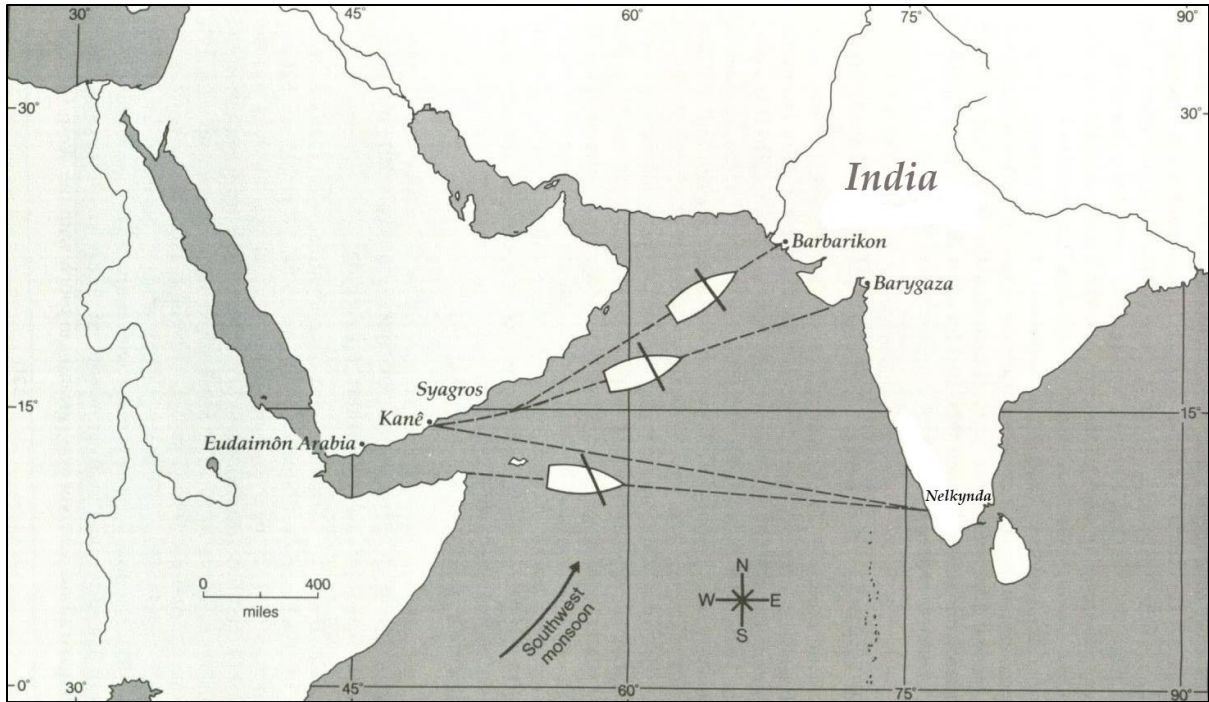 30°
45°
60°
75°
90°
30°
30°
India
Barbarikon
Barygaza
Syagros
15°
Kanê
15°
Eudaimôn Arabia
Nelkynda
0
400
miles
Southwest
monsoon
N
W
E
S
0°
30°
45°
60°
75°
90°